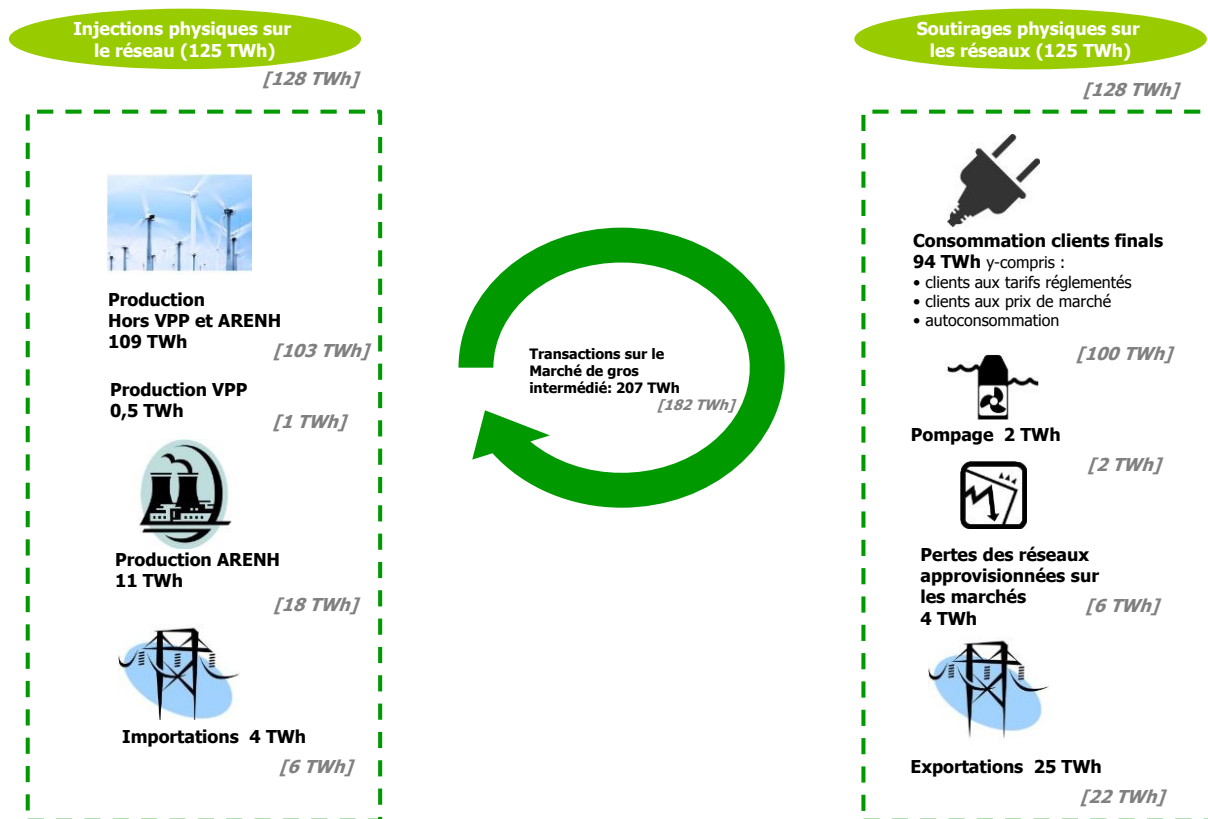 Injections physiques sur
le réseau (125 TWh)
[128 TWh]
Production
Hors VPP et ARENH
109 TWh
[103 TWh]
Production VPP
0,5 TWh
[1 TWh]
Production ARENH
11 TWh
[18 TWh]
Importations 4 TWh
[6 TWh]
Transactions sur le
Marché de gros
intermédié: 207 TWh
[182 TWh]
Soutirages physiques sur
les réseaux (125 TWh)
[128 TWh]
Consommation clients finals
94 TWh y-compris :
• clients aux tarifs réglementés
• clients aux prix de marché
• autoconsommation
[100 TWh]
Pompage 2 TWh
[2 TWh]
Pertes des réseaux
approvisionnées sur
les marchés
4 TWh
[6 TWh]
Exportations 25 TWh
[22 TWh]